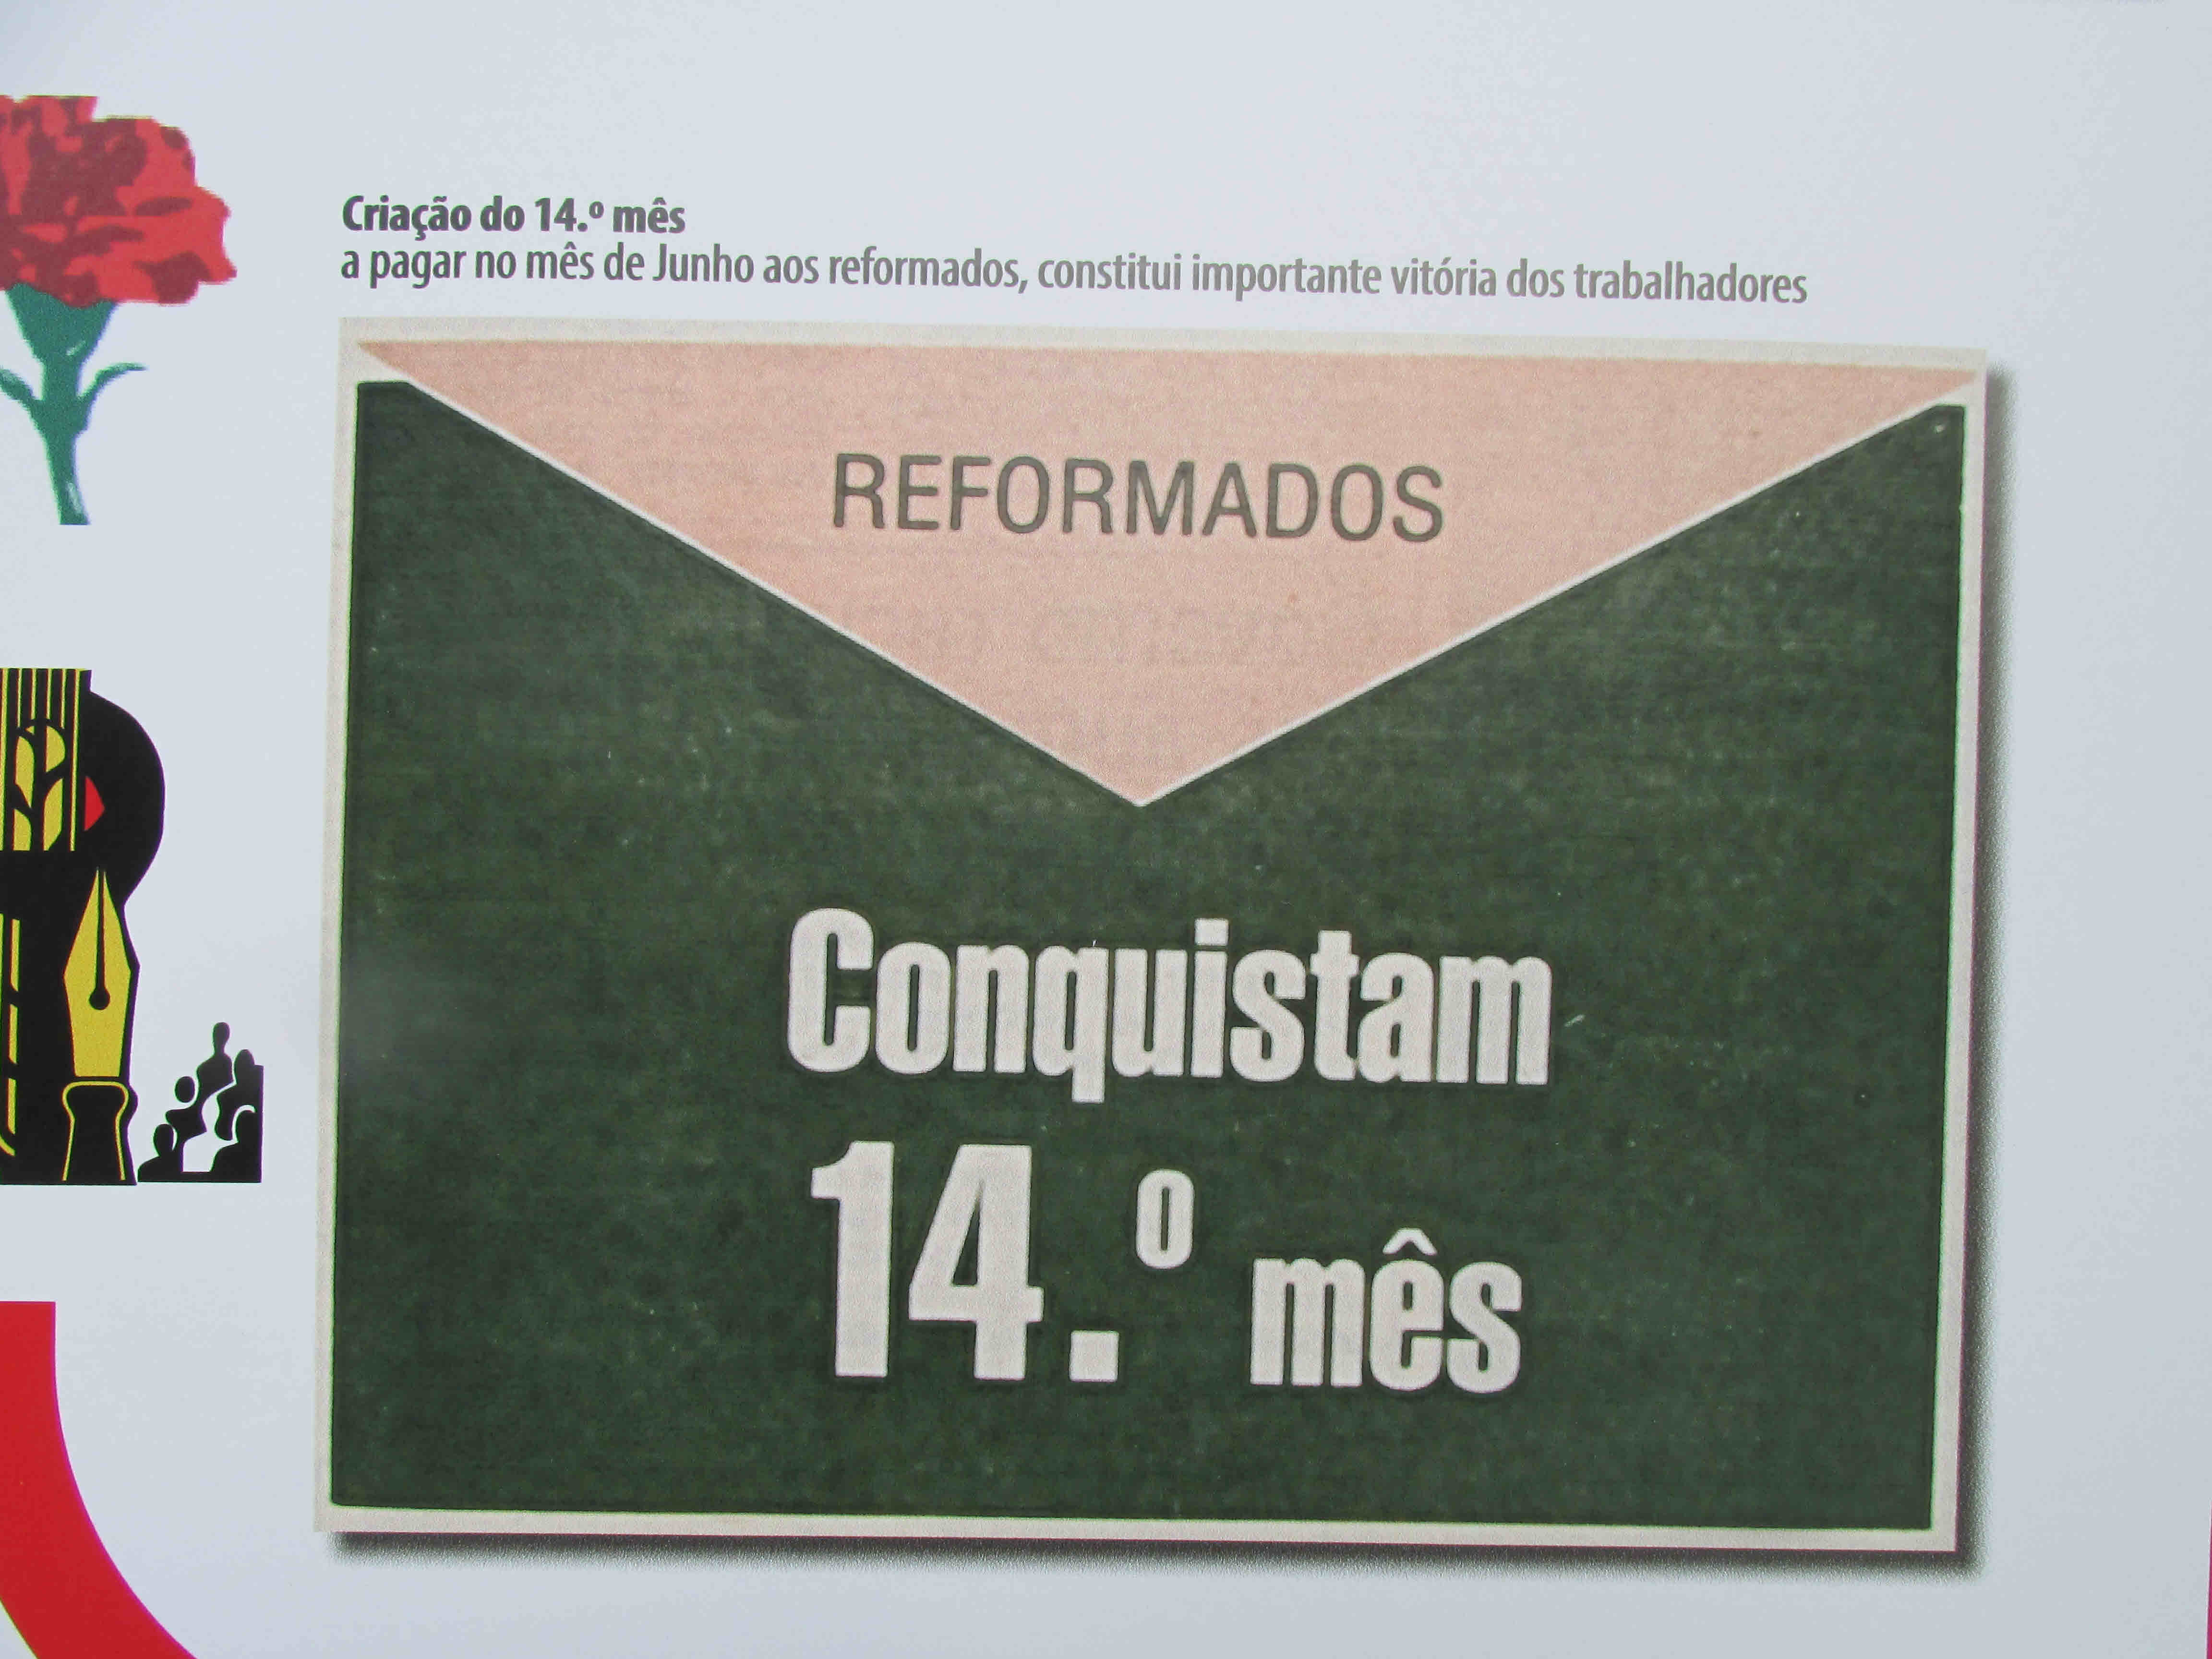 Criação do 14.º mês
a pagar no mês de Junho aos reformados, constitui importante vitória dos trabalhadores
REFORMADOS
Conquistam
14.º mês